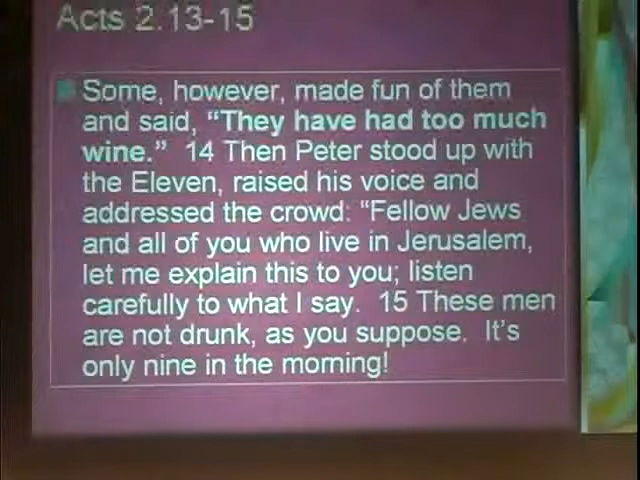 Acts 2.13-15
Some, however, made fun of them
and said, “They have had too much
wine.” 14 Then Peter stood up with
the Eleven, raised his voice and
addressed the crowd: “Fellow Jews
and all of you who live in Jerusalem,
let me explain this to you; listen
carefully to what I say. 15 These men
are not drunk, as you suppose. It’s
only nine in the morning!